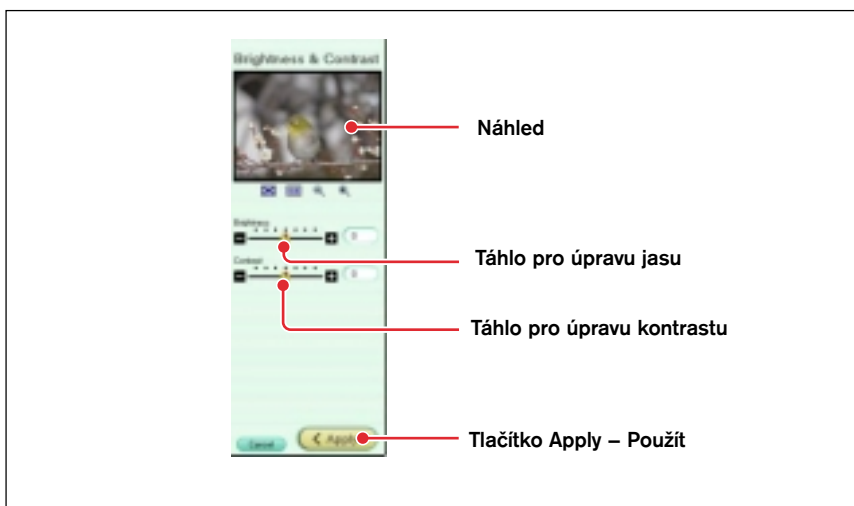 Brightness & Contrast
Náhled
Brightness
Táhlo pro úpravu jasu
Contrast
Táhlo pro úpravu kontrastu
Cancel
Apply
Tlačítko Apply – Použít